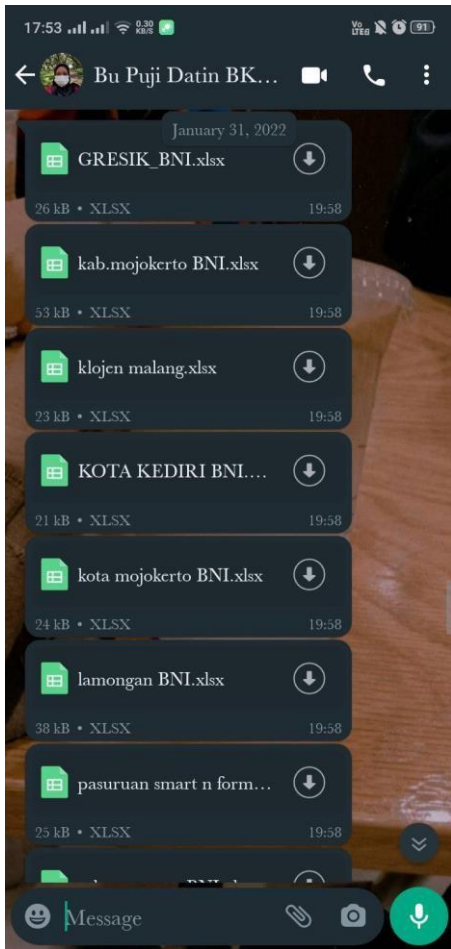 17:53
0.30
KB/S
Vo
LTE6
91
Bu Puji Datin BK...
January 31, 2022
GRESIK_BNI.xlsx
26 kB • XLSX
19:58
kab.mojokerto BNI.xlsx
53 kB • XLSX
19:58
klojen malang.xlsx
23 kB • XLSX
19:58
KOTA KEDIRI BNI....
21 kB • XLSX
19:58
kota mojokerto BNI.xlsx
24 kB • XLSX
19:58
lamongan BNI.xlsx
38 kB • XLSX
19:58
pasuruan smart n form...
25 kB • XLSX
19:58
Message